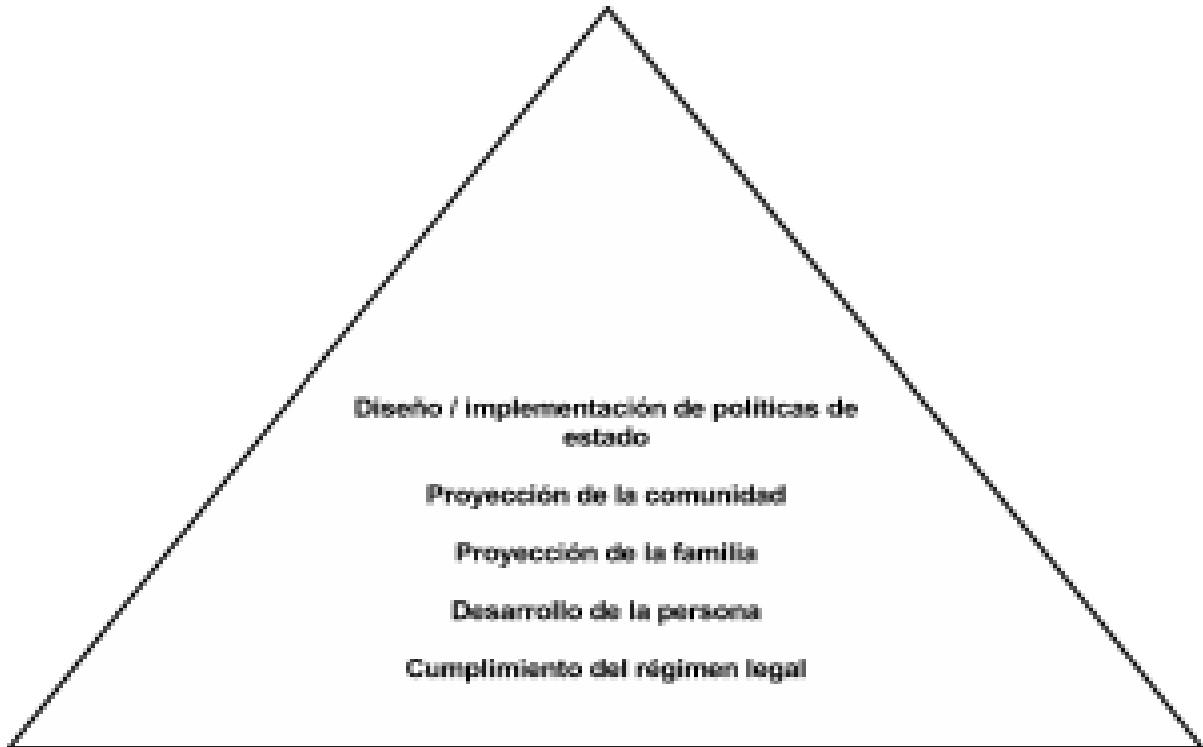 Diseño / implementación de políticas de
estado
Proyección de la comunidad
Proyección de la familia
Desarrollo de la persona
Cumplimiento del régimen legal